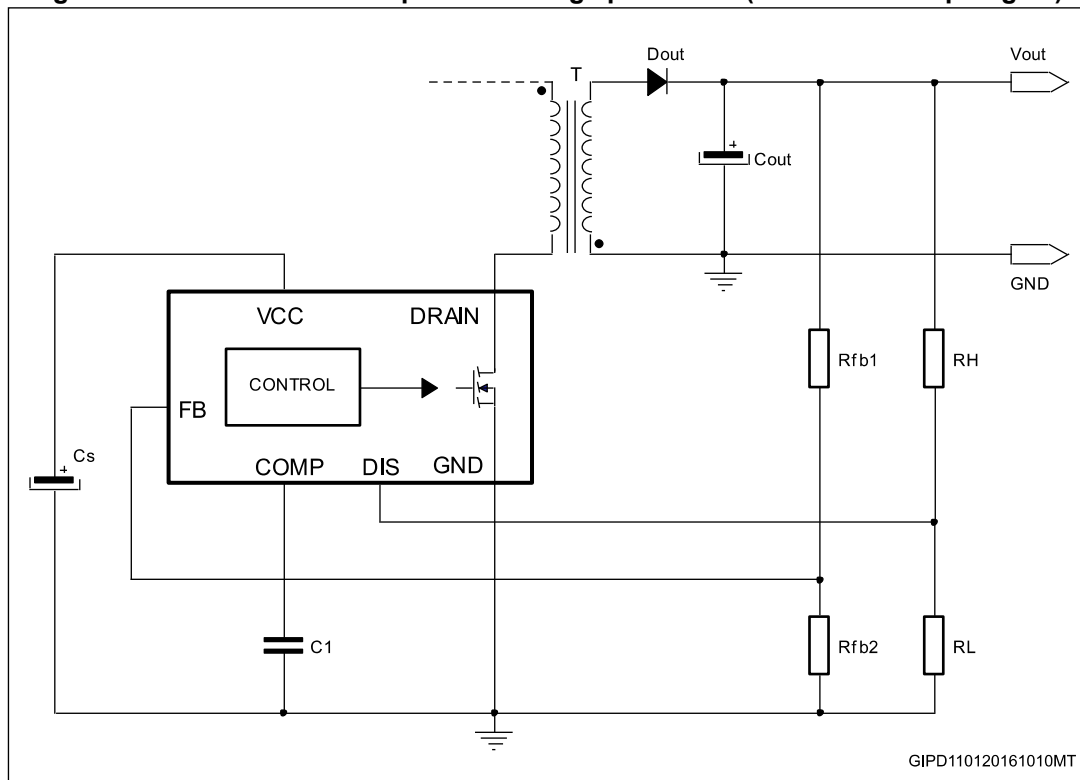 Dout
Vout
T
+
Cout
GND
VCC
DRAIN
Rfb1
RH
CONTROL
FB
Cs
+
COMP
DIS
GND
C1
Rfb2
RL
GIPD110120161010MT